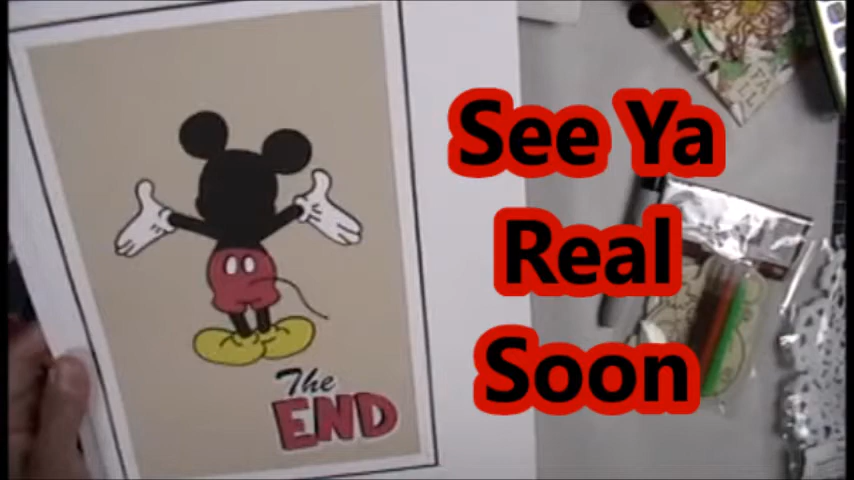 The
END
See Ya
Real
Soon